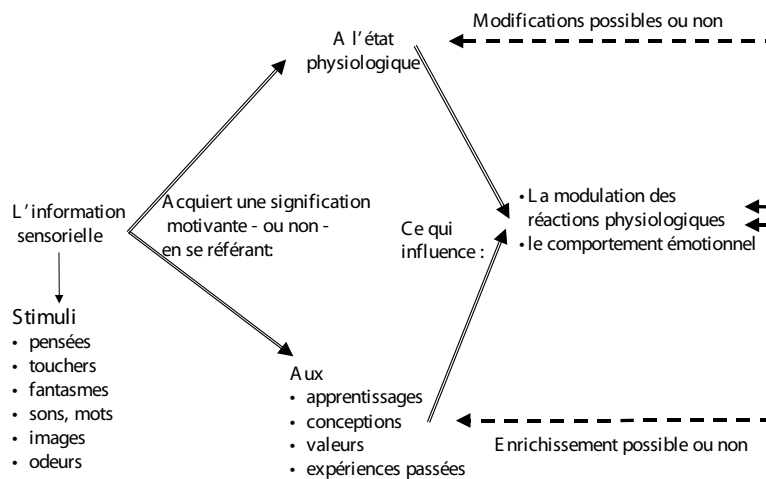 Modifications possibles ou non
A l'état
physiologique
Acquiert une signification
motivante - ou non -
en se référant:
L'information
sensorielle
Ce qui
influence :
• La modulation des
réactions physiologiques
• le comportement émotionnel
Stimuli
• pensées
• touchers
• fantasmes
• sons, mots
• images
• odeurs
Aux
• apprentissages
• conceptions
• valeurs
• expériences passées
Enrichissement possible ou non